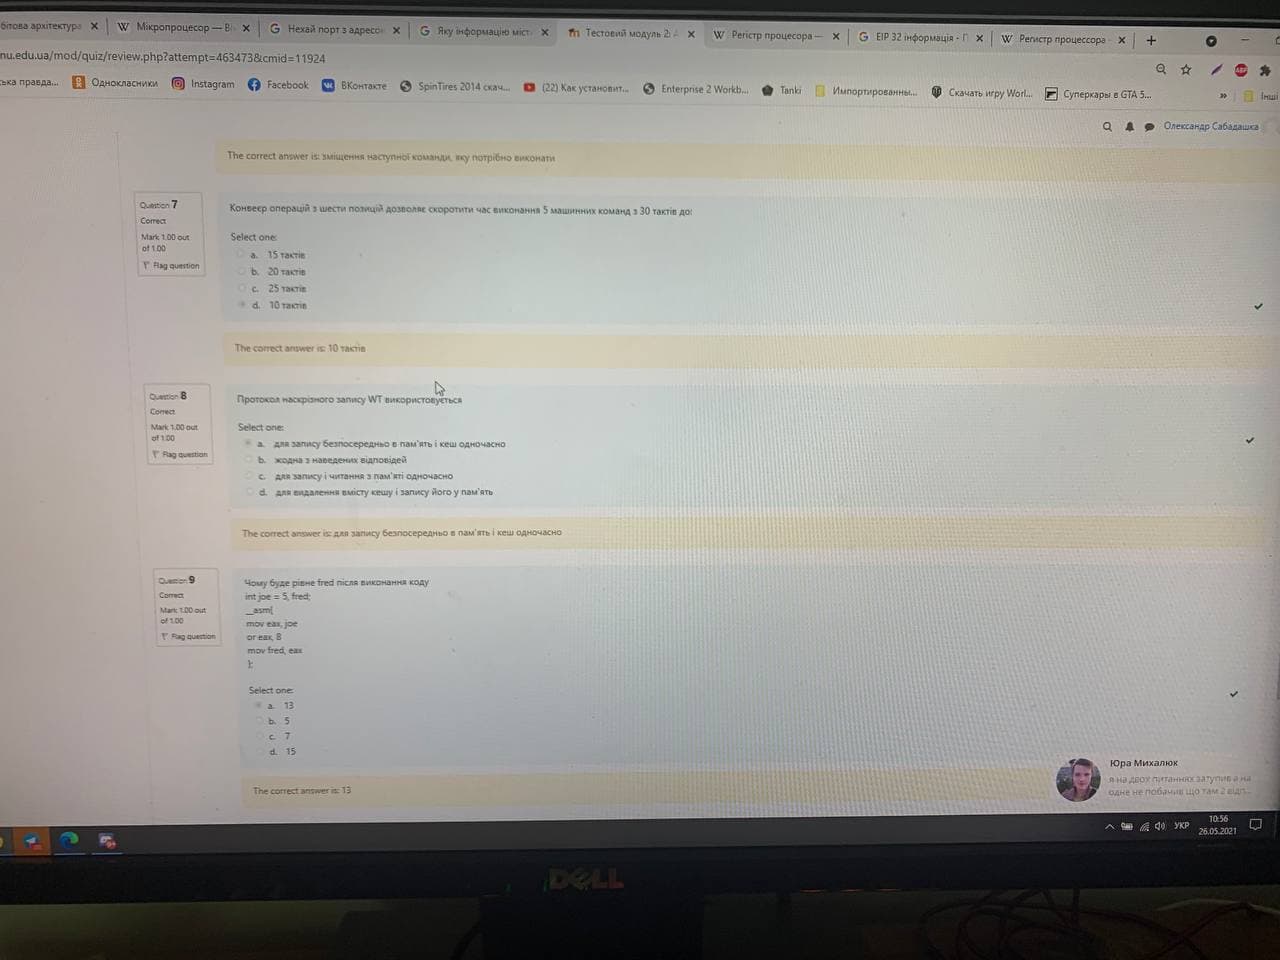 бітова архітектура
Мікропроцесор — Ві
Нехай порт з адресою
Яку інформацію місти
Тестовий модуль 2: А
Регістр процесора —
EIP 32 інформація - П
Регистр процессора -
nu.edu.ua/mod/quiz/review.php?attempt=463473&cmid=11924
ська правда...
Однокласники
Instagram
Facebook
ВКонтакте
SpinTires 2014 скач...
(22) Как установит...
Enterprise 2 Workb...
Tanki
Импортированны...
Скачать игру Worl...
Суперкары в GTA 5...
»
Інші
Олександр Сабадашка
The correct answer is: зміщення наступної команди, яку потрібно виконати
Question 7
Correct
Mark 1.00 out
of 1.00
Flag question
Конвеєр операцій з шести позицій дозволяє скоротити час виконання 5 машинних команд з 30 тактів до:
Select one:
a. 15 тактів
b. 20 тактів
c. 25 тактів
d. 10 тактів
The correct answer is: 10 тактів
Question 8
Correct
Mark 1.00 out
of 1.00
Flag question
Протокол наскрізного запису WT використовується
Select one:
a. для запису безпосередньо в пам'ять і кеш одночасно
b. жодна з наведених відповідей
c. для запису і читання з пам'яті одночасно
d. для видалення вмісту кешу і запису його у пам'ять
The correct answer is: для запису безпосередньо в пам'ять і кеш одночасно
Question 9
Correct
Mark 1.00 out
of 1.00
Flag question
Чому буде рівне fred після виконання коду
int joe = 5, fred;
__asm{
mov eax, joe
or eax, 8
mov fred, eax
};
Select one:
a. 13
b. 5
c. 7
d. 15
The correct answer is: 13
Юра Михалюк
я на двох питаннях затупив а на
одне не побачив що там 2 відп...
УКР
10:56
26.05.2021
DELL